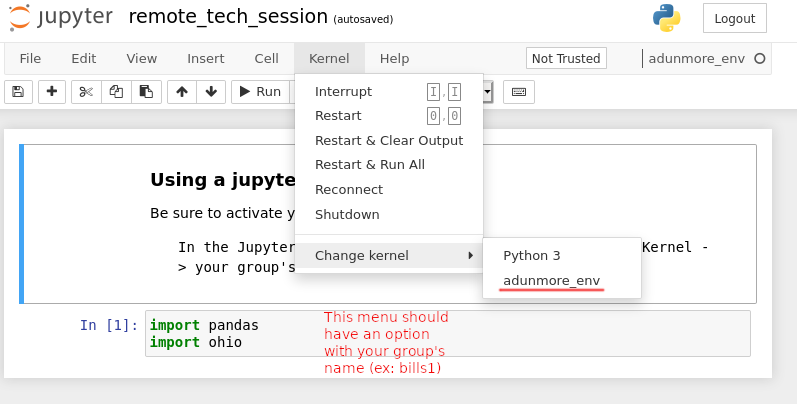 jupyter remote_tech_session (autosaved) Logout
File Edit View Insert Cell Kernel Help Not Trusted adunmore_env
Run
Interrupt I,I
Restart 0,0
Restart & Clear Output
Restart & Run All
Reconnect
Shutdown
Change kernel
Python 3
adunmore_env
Using a jupyte
Be sure to activate y
In the Jupyter Kernel -
> your group's
In [1]: import pandas
import ohio
This menu should
have an option
with your group's
name (ex: bills1)